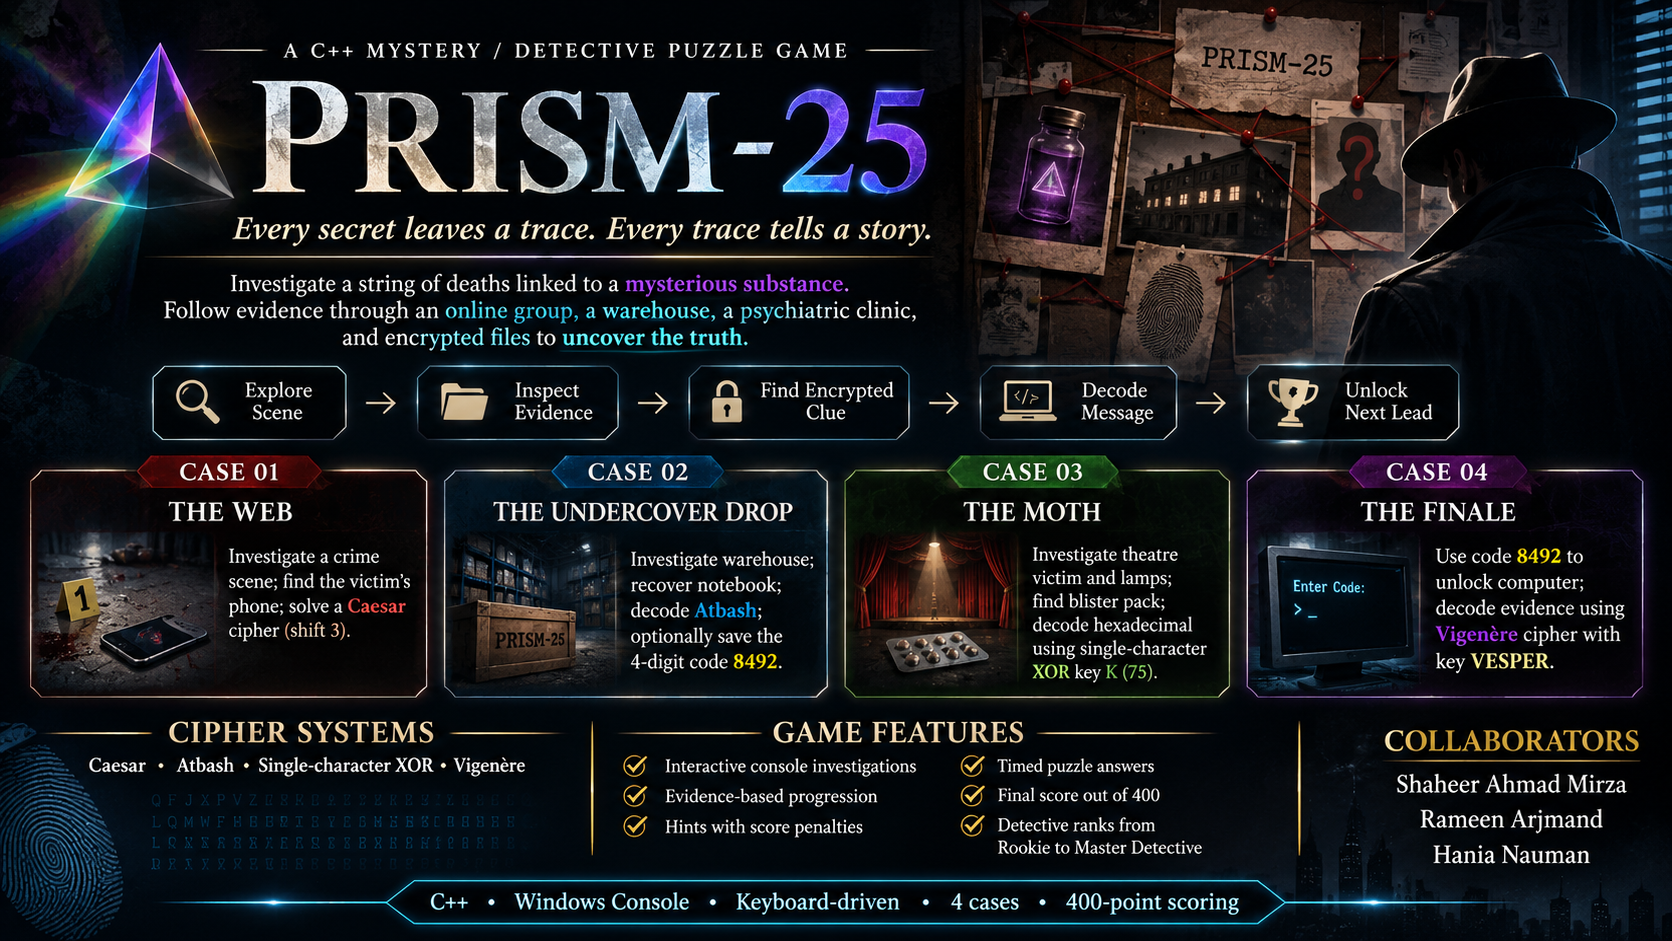 A C++ MYSTERY / DETECTIVE PUZZLE GAME
PRISM-25
Every secret leaves a trace. Every trace tells a story.
Investigate a string of deaths linked to a mysterious substance.
Follow evidence through an online group, a warehouse, a psychiatric clinic,
and encrypted files to uncover the truth.
PRISM-25
?
Explore
Scene
Inspect
Evidence
Find Encrypted
Clue
</>
Decode
Message
Unlock
Next Lead
CASE 01
THE WEB
1
Investigate a crime
scene; find the victim's
phone; solve a Caesar
cipher (shift 3).
CASE 02
THE UNDERCOVER DROP
PRISM-25
Investigate warehouse;
recover notebook;
decode Atbash;
optionally save the
4-digit code 8492.
CASE 03
THE MOTH
Investigate theatre
victim and lamps;
find blister pack;
decode hexadecimal
using single-character
XOR key K (75).
CASE 04
THE FINALE
Enter Code:
>_
Use code 8492 to
unlock computer;
decode evidence using
Vigenère cipher with
key VESPER.
CIPHER SYSTEMS
Caesar • Atbash • Single-character XOR • Vigenère
GAME FEATURES
Interactive console investigations
Evidence-based progression
Hints with score penalties
Timed puzzle answers
Final score out of 400
Detective ranks from
Rookie to Master Detective
COLLABORATORS
Shaheer Ahmad Mirza
Rameen Arjmand
Hania Nauman
C++ • Windows Console • Keyboard-driven • 4 cases • 400-point scoring